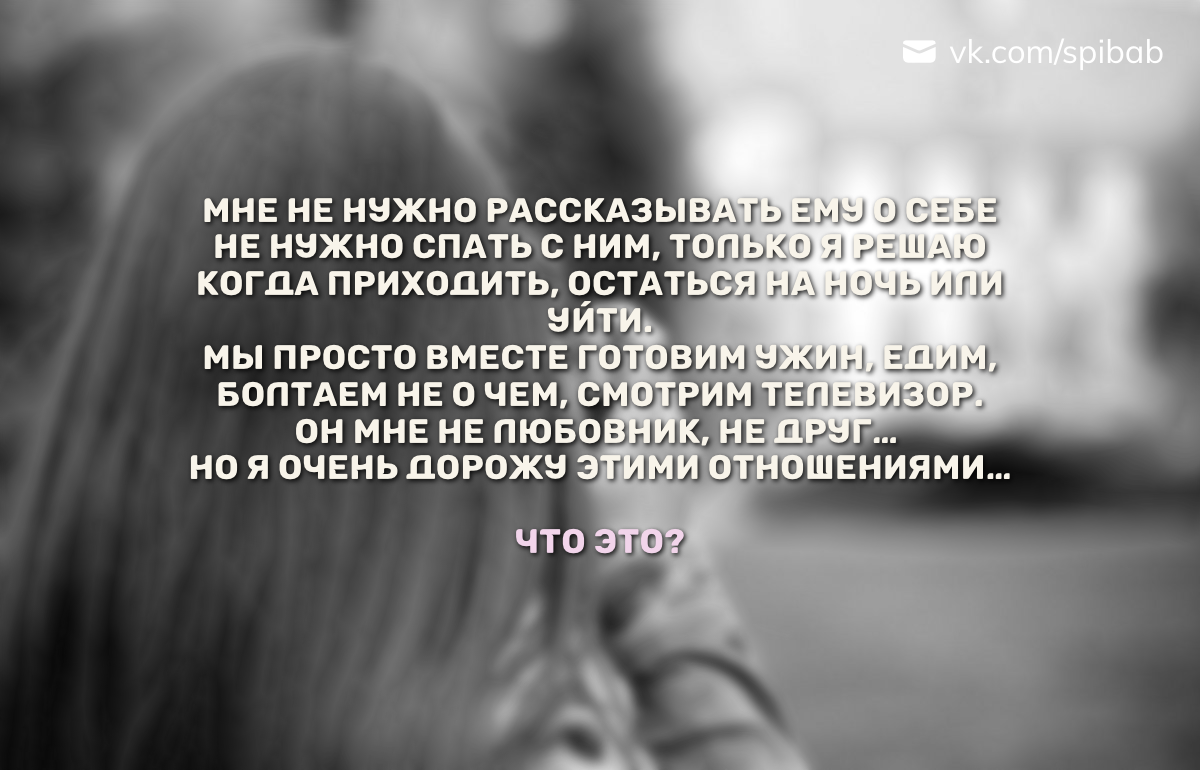 vk.com/spibab
МНЕ НЕ НУЖНО РАССКАЗЫВАТЬ ЕМУ О СЕБЕ
НЕ НУЖНО СПАТЬ С НИМ, ТОЛЬКО Я РЕШАЮ
КОГДА ПРИХОДИТЬ, ОСТАТЬСЯ НА НОЧЬ ИЛИ
УЙТИ.
МЫ ПРОСТО ВМЕСТЕ ГОТОВИМ УЖИН, ЕДИМ,
БОЛТАЕМ НЕ О ЧЕМ, СМОТРИМ ТЕЛЕВИЗОР.
ОН МНЕ НЕ ЛЮБОВНИК, НЕ ДРУГ...
НО Я ОЧЕНЬ ДОРОЖУ ЭТИМИ ОТНОШЕНИЯМИ...
ЧТО ЭТО?